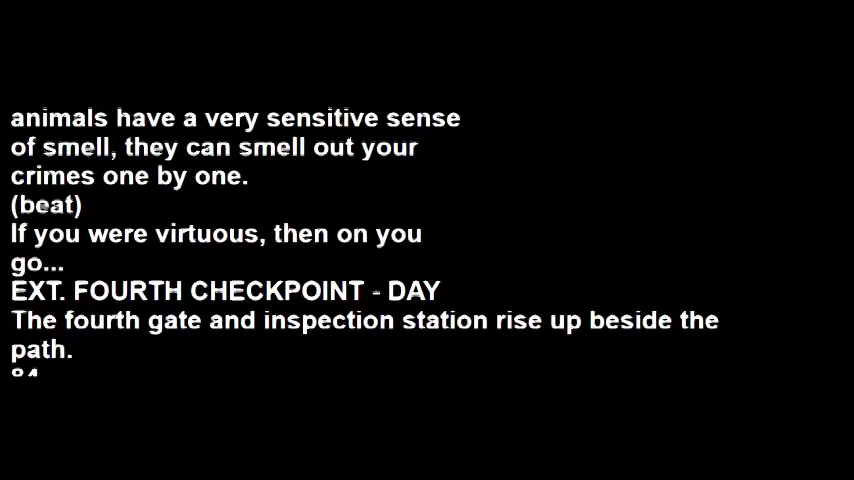 animals have a very sensitive sense
of smell, they can smell out your
crimes one by one.
(beat)
If you were virtuous, then on you
go...
EXT. FOURTH CHECKPOINT - DAY
The fourth gate and inspection station rise up beside the
path.